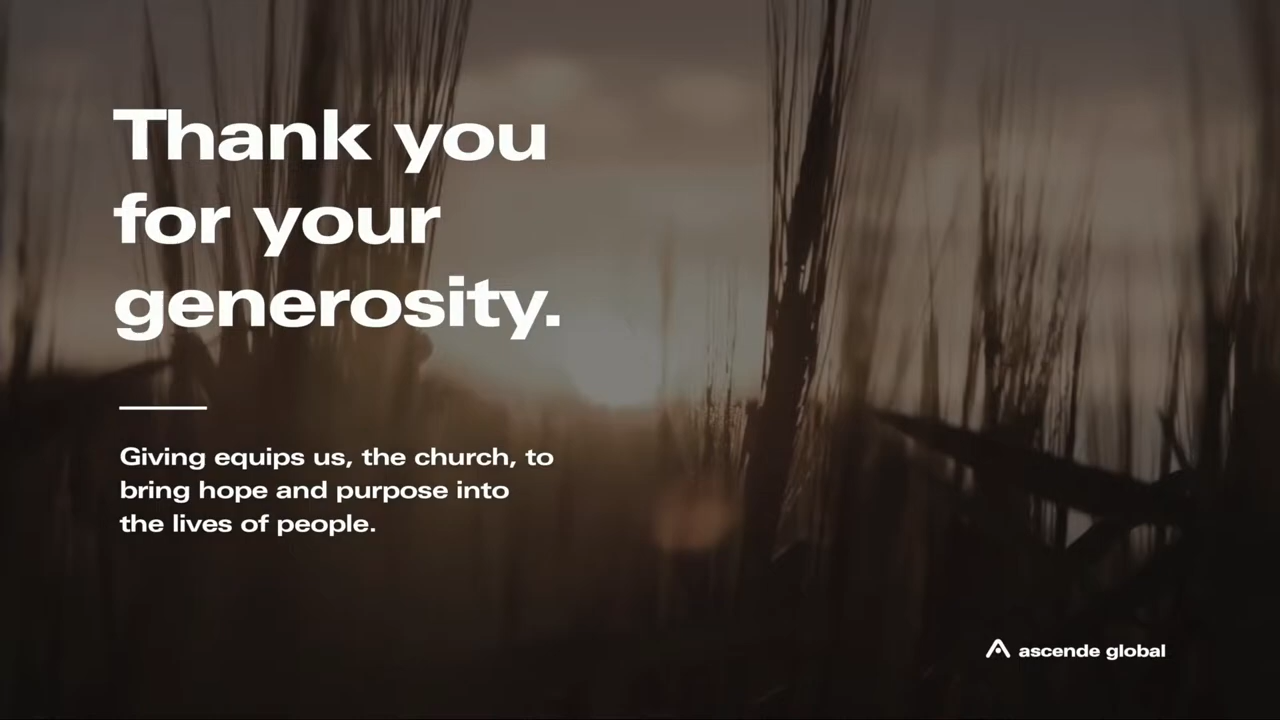 Thank you
for your
generosity.
Giving equips us, the church, to
bring hope and purpose into
the lives of people.
ascende global